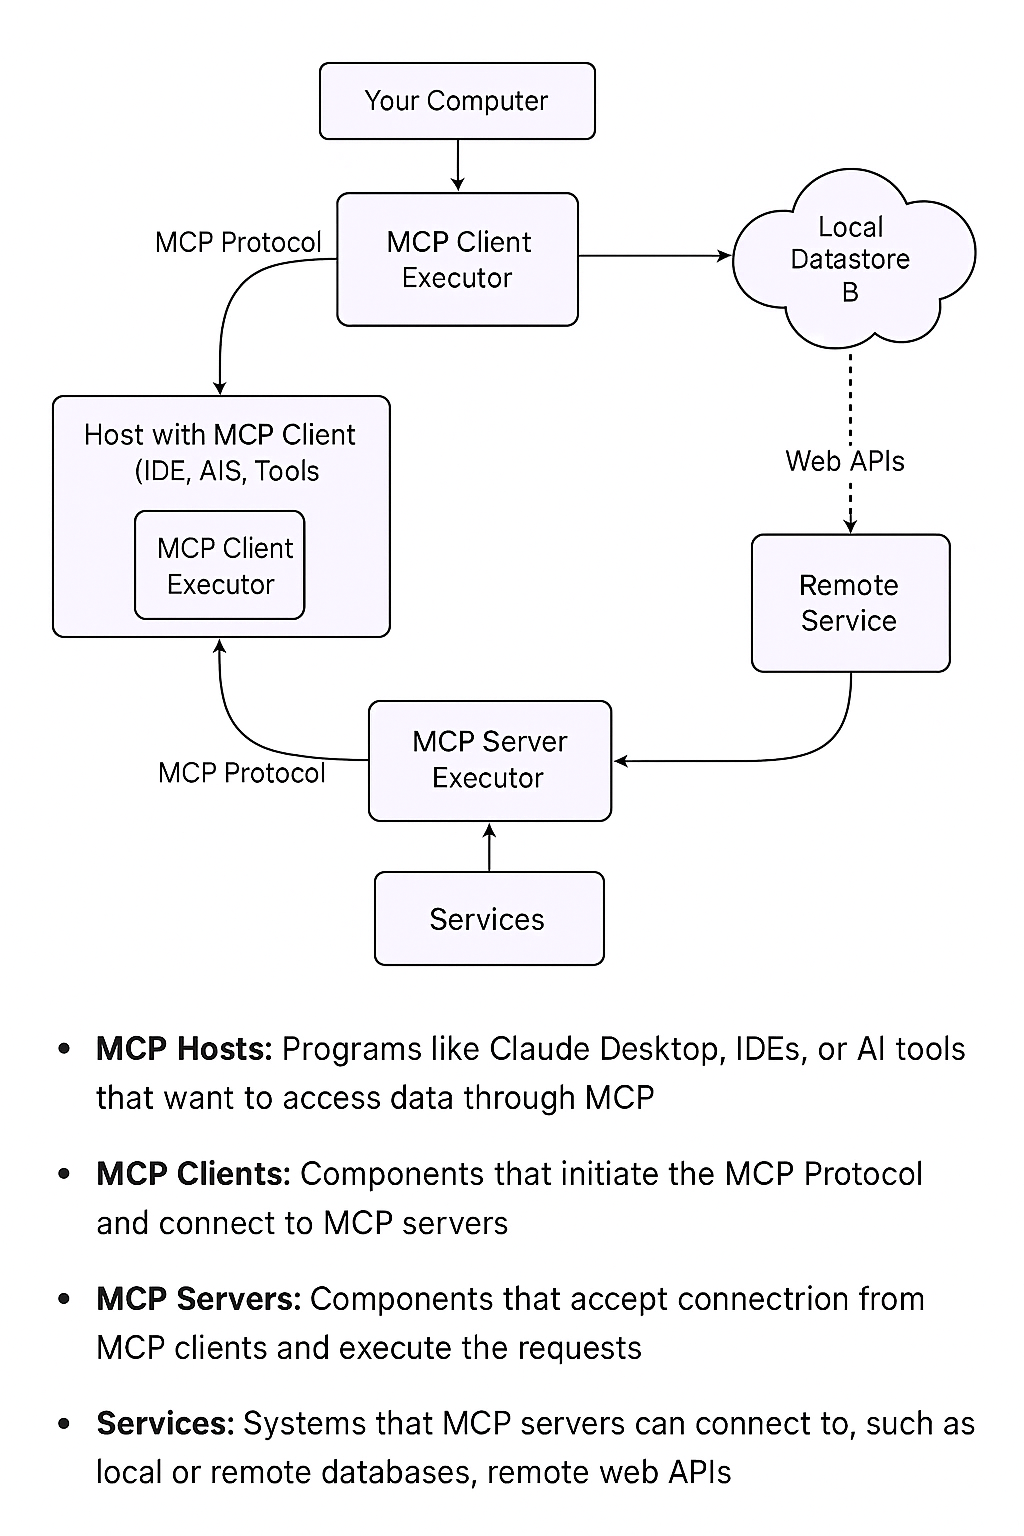 Your Computer
MCP Client
Executor
MCP Protocol
Local
Datastore
B
Host with MCP Client
(IDE, AIS, Tools
MCP Client
Executor
Web APIs
Remote
Service
MCP Server
Executor
MCP Protocol
Services
• MCP Hosts: Programs like Claude Desktop, IDEs, or AI tools
that want to access data through MCP
• MCP Clients: Components that initiate the MCP Protocol
and connect to MCP servers
• MCP Servers: Components that accept connectrion from
MCP clients and execute the requests
• Services: Systems that MCP servers can connect to, such as
local or remote databases, remote web APIs